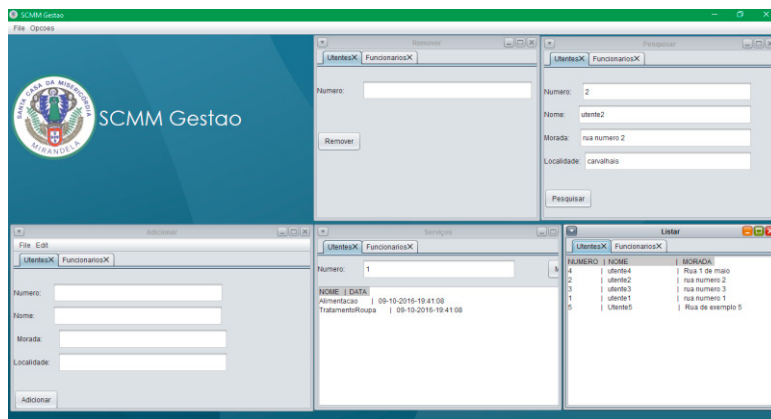 SCMM Gestao
File Opcoes
SANTA CASA DA MISERICORDIA
MIRANDELA
SCMM Gestao
Remover
UtentesX FuncionariosX
Numero:
Remover
Pesquisar
UtentesX FuncionariosX
Numero: 2
Nome: utente2
Morada: rua numero 2
Localidade: carvalhais
Pesquisar
Adicionar
File Edit
UtentesX FuncionariosX
Numero:
Nome:
Morada:
Localidade:
Adicionar
Serviços
UtentesX FuncionariosX
Numero: 1
NOME | DATA
Alimentacao | 09-10-2016-19:41:08
TratamentoRoupa | 09-10-2016-19:41:08
Listar
UtentesX FuncionariosX
NUMERO | NOME | MORADA
4 | utente4 | Rua 1 de maio
2 | utente2 | rua numero 2
3 | utente3 | rua numero 3
1 | utente1 | rua numero 1
5 | Utente5 | Rua de exemplo 5